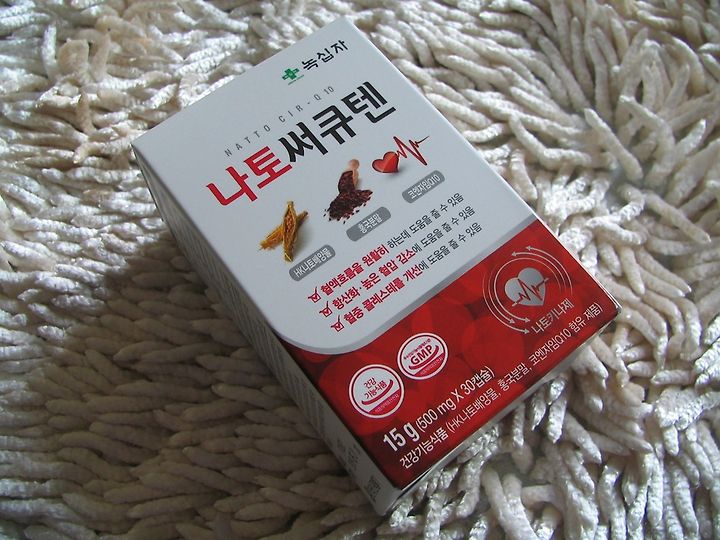 녹십자
NATTO CIR-Q10
나토써큐텐
HK나토배양물
홍국분말
코엔자임Q10
혈액흐름을 원활히 하는데 도움을 줄 수 있음
항산화·높은 혈압 감소에 도움을 줄 수 있음
혈중 콜레스테롤 개선에 도움을 줄 수 있음
나토키나제
건강
기능식품
GMP
15 g (500 mg X 30캡슐)
건강기능식품 (HK나토배양물, 홍국분말, 코엔자임Q10 함유 제품)